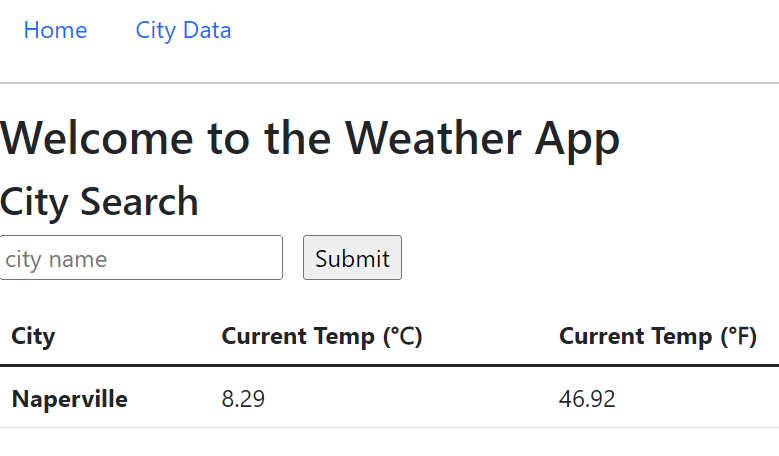 Home City Data
Welcome to the Weather App
City Search
city name Submit
City Current Temp (°C) Current Temp (°F)
Naperville 8.29 46.92